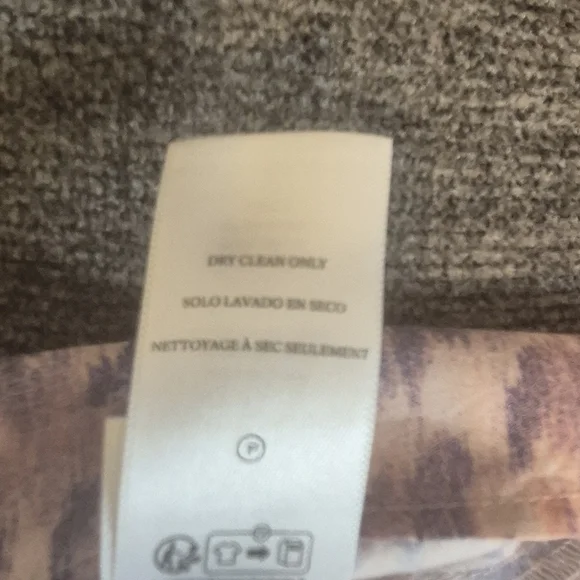 DRY CLEAN ONLY
SOLO LAVADO EN SECO
NETTOYAGE À SEC SEULEMENT
P